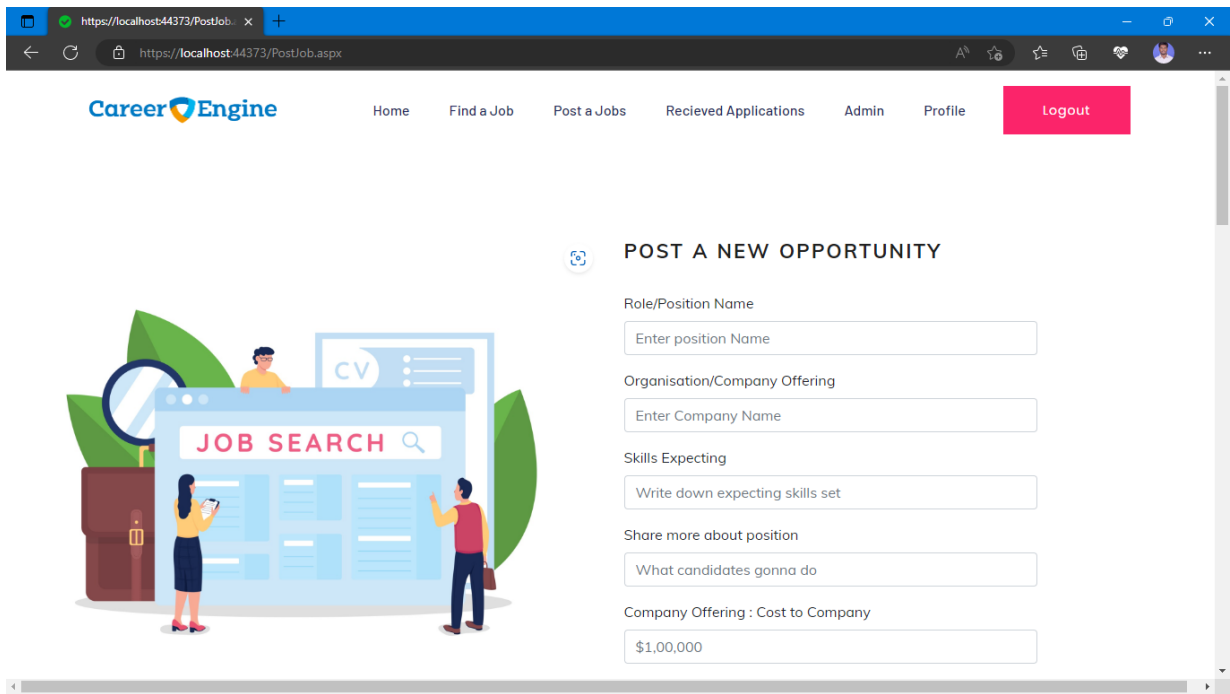 https://localhost:44373/PostJob.
https://localhost:44373/PostJob.aspx
Career Engine
Home
Find a Job
Post a Jobs
Recieved Applications
Admin
Profile
Logout
POST A NEW OPPORTUNITY
Role/Position Name
Enter position Name
Organisation/Company Offering
Enter Company Name
Skills Expecting
Write down expecting skills set
Share more about position
What candidates gonna do
Company Offering : Cost to Company
$1,00,000
CV
JOB SEARCH